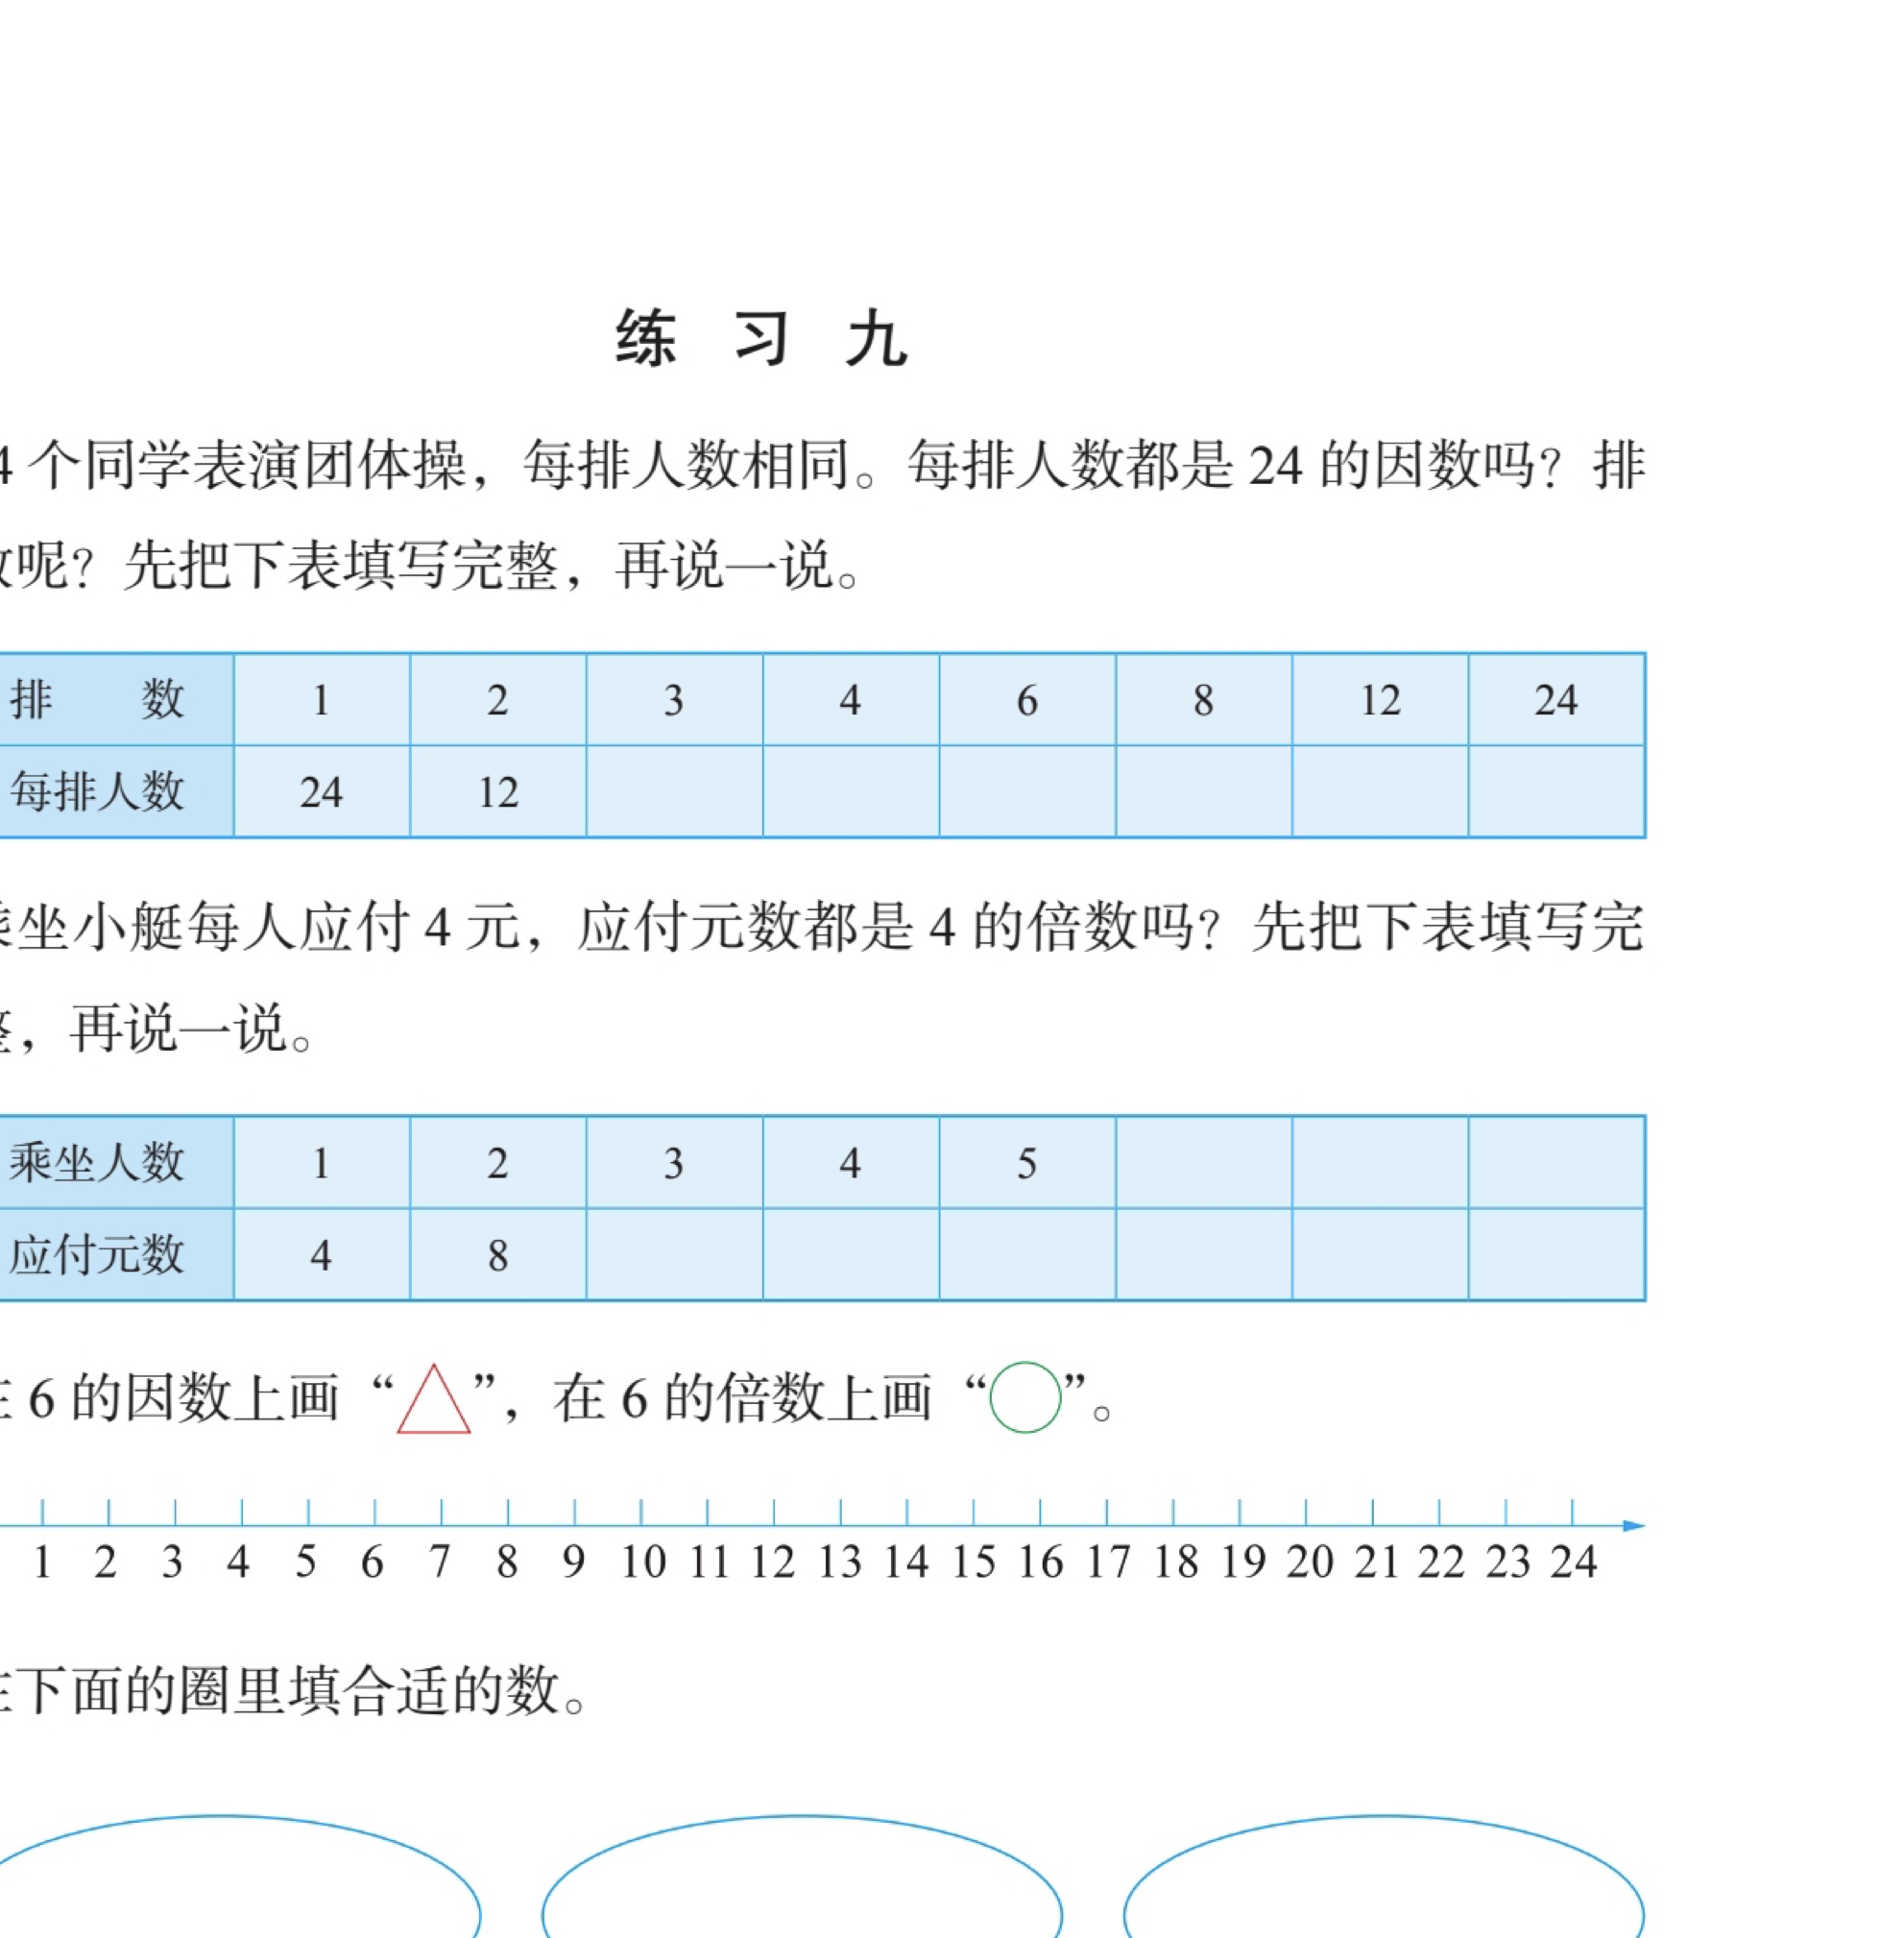 练 习 九
4 个同学表演团体操，每排人数相同。每排人数都是 24 的因数吗？排
呢？先把下表填写完整，再说一说。
排 数 1 2 3 4 6 8 12 24
每排人数 24 12
坐小艇每人应付 4 元，应付元数都是 4 的倍数吗？先把下表填写完
，再说一说。
乘坐人数 1 2 3 4 5
应付元数 4 8
6 的因数上画“△”，在 6 的倍数上画“○”。
1 2 3 4 5 6 7 8 9 10 11 12 13 14 15 16 17 18 19 20 21 22 23 24
下面的圈里填合适的数。